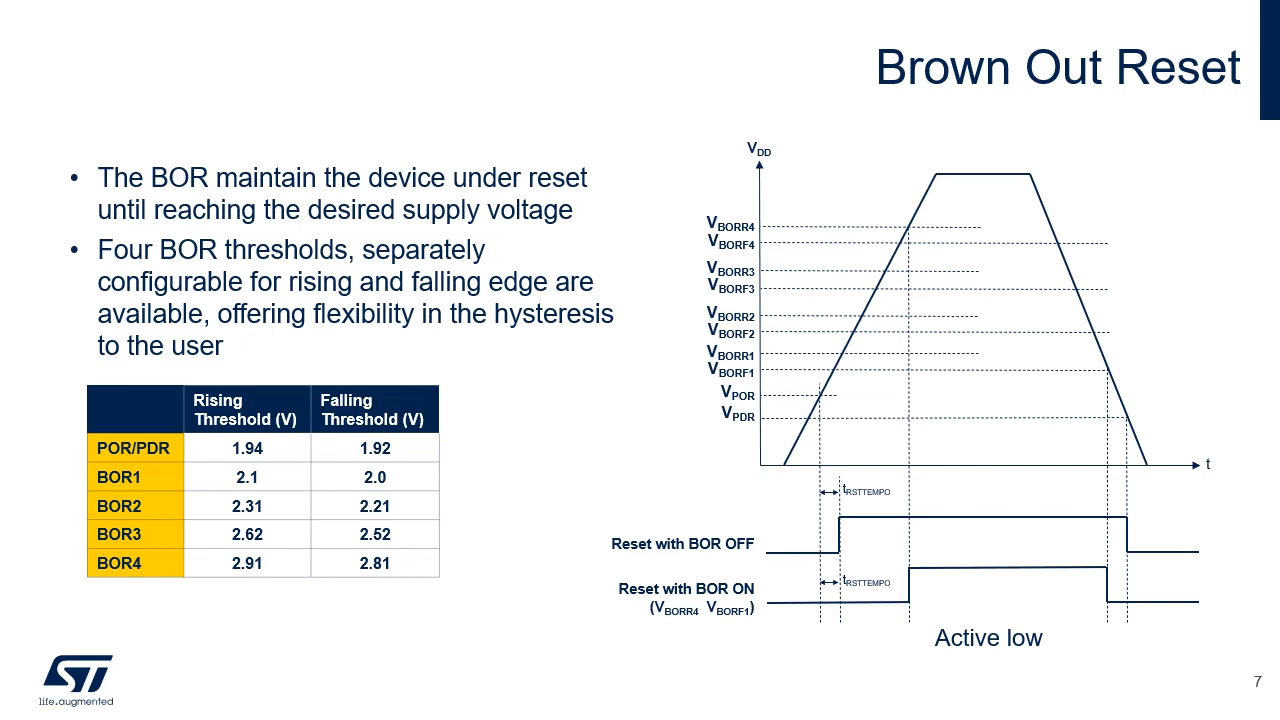 Brown Out Reset
• The BOR maintain the device under reset
until reaching the desired supply voltage
• Four BOR thresholds, separately
configurable for rising and falling edge are
available, offering flexibility in the hysteresis
to the user
Rising Threshold (V) Falling Threshold (V)
POR/PDR 1.94 1.92
BOR1 2.1 2.0
BOR2 2.31 2.21
BOR3 2.62 2.52
BOR4 2.91 2.81
VDD
VBORR4
VBORF4
VBORR3
VBORF3
VBORR2
VBORF2
VBORR1
VBORF1
VPOR
VPDR
t
tRSTTEMPO
Reset with BOR OFF
tRSTTEMPO
Reset with BOR ON
(VBORR4 VBORF1)
Active low
ST
life.augmented
7